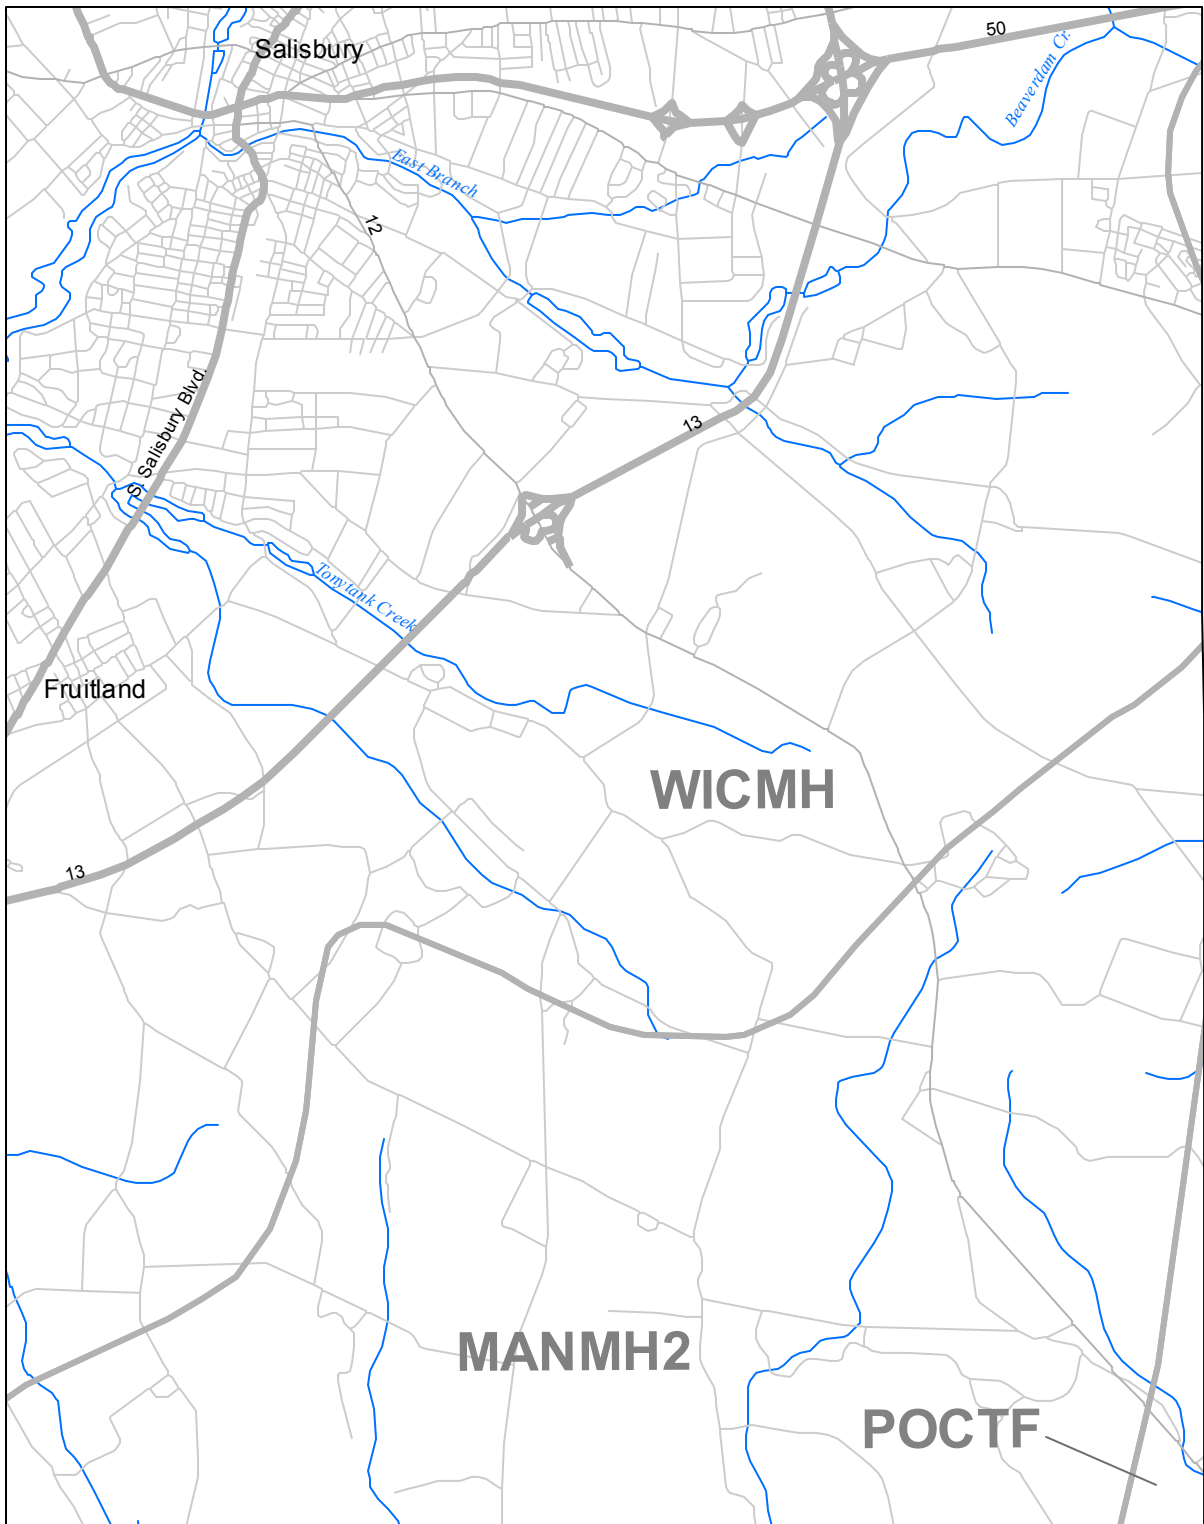 50
Salisbury
Beaverdam Cr.
East Branch
12
S. Salisbury Blvd.
13
Tonytank Creek
Fruitland
WICMH
13
MANMH2
POCTF